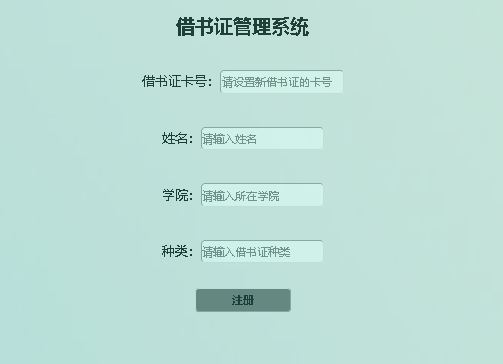 借书证管理系统
借书证卡号： 请设置新借书证的卡号
姓名： 请输入姓名
学院： 请输入所在学院
种类： 请输入借书证种类
注册